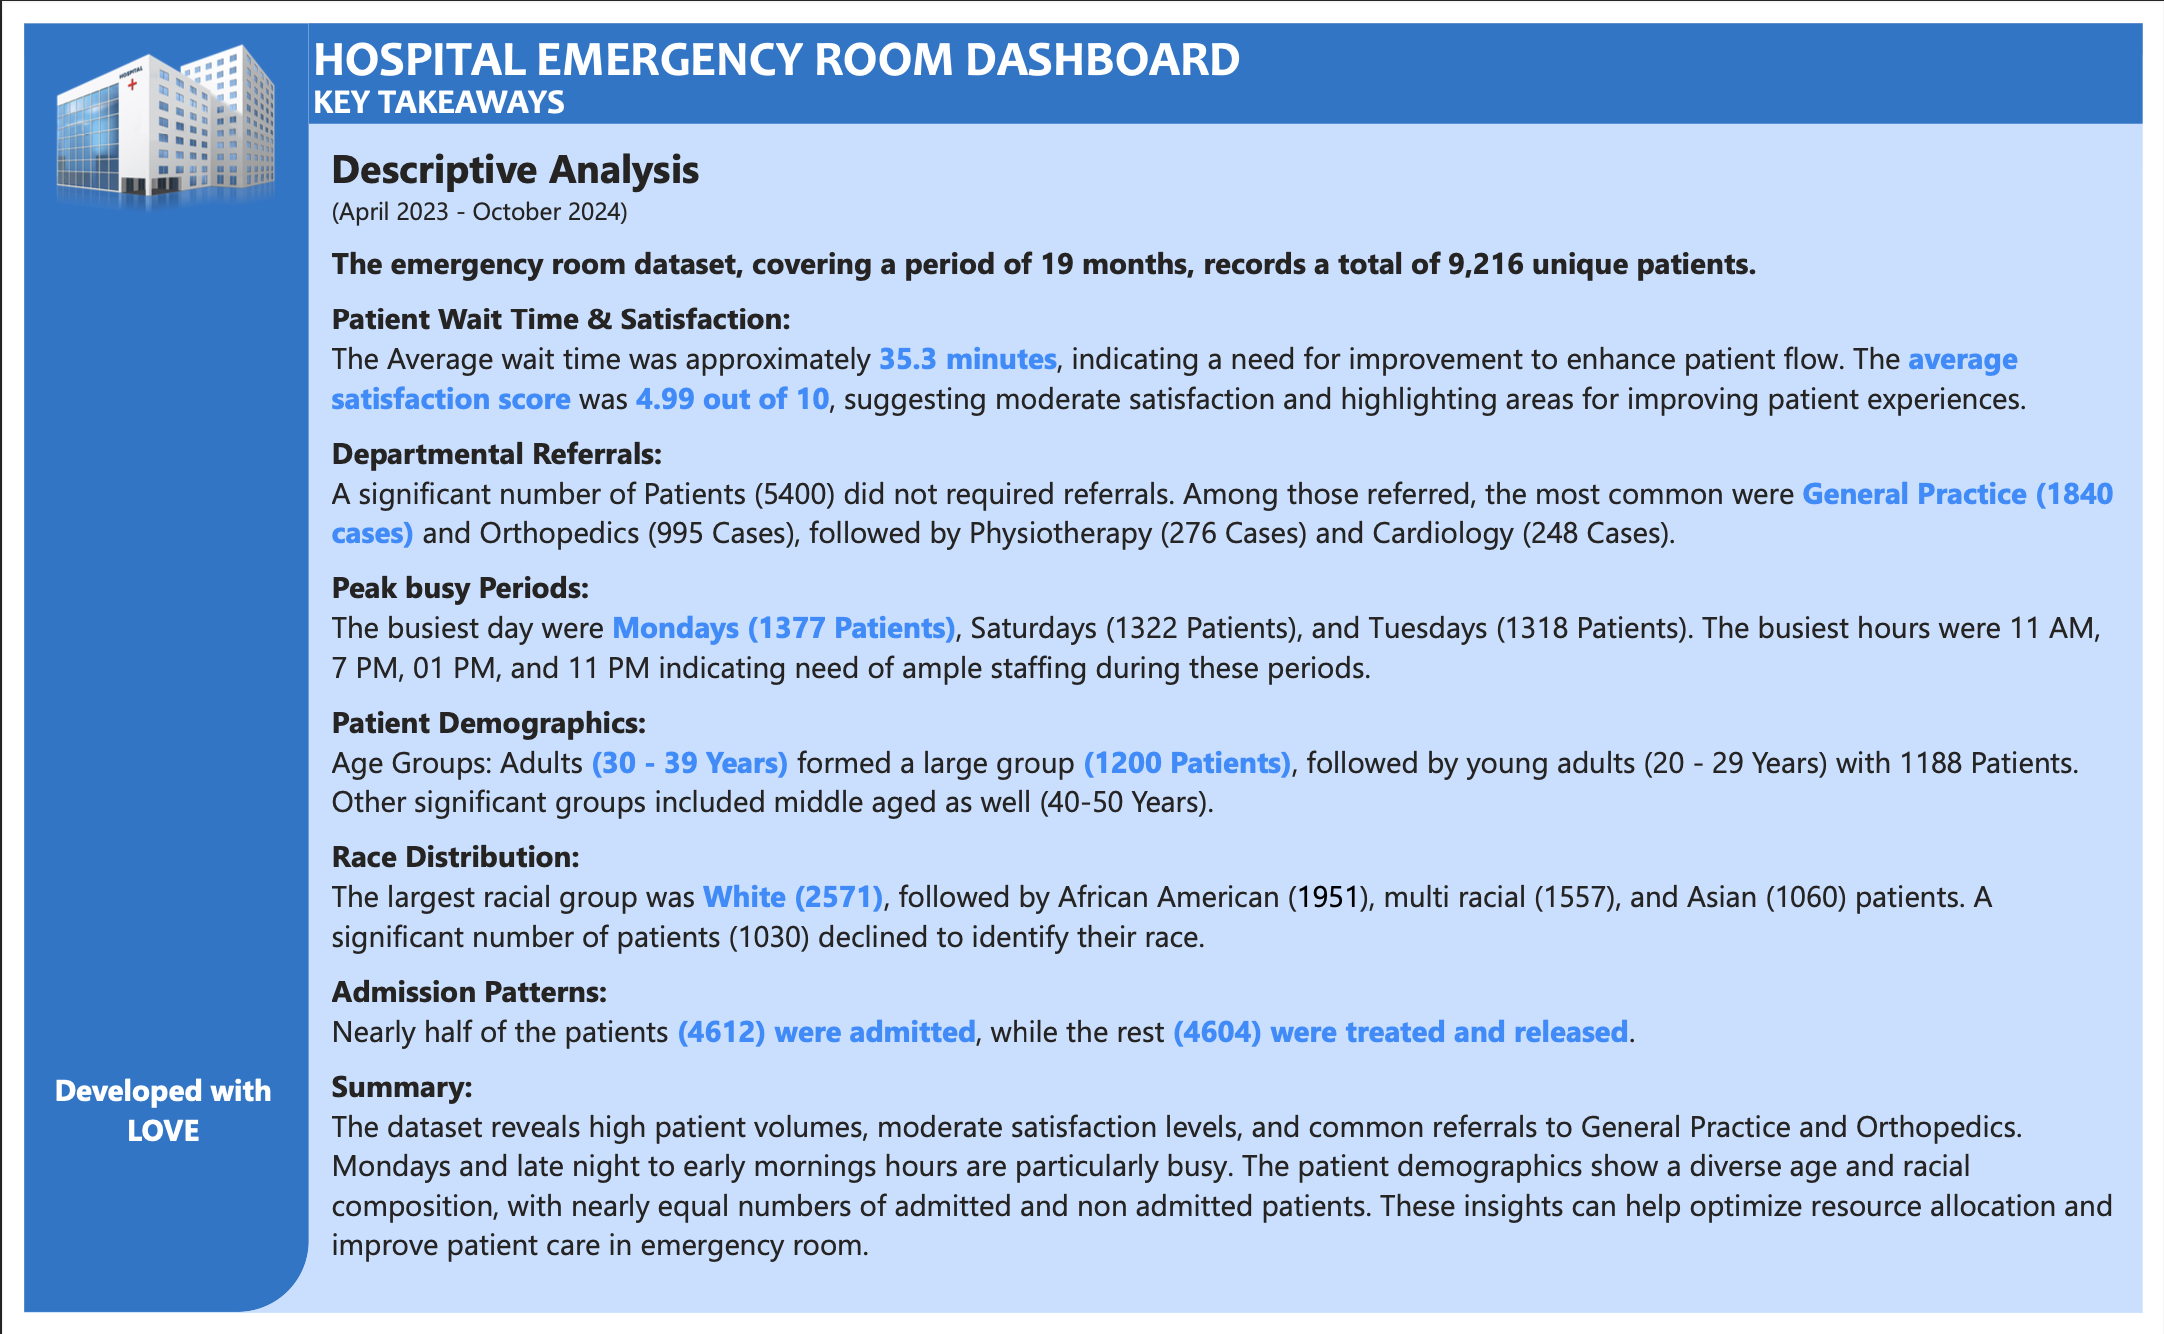 HOSPITAL
HOSPITAL EMERGENCY ROOM DASHBOARD
KEY TAKEAWAYS
Descriptive Analysis
(April 2023 - October 2024)
The emergency room dataset, covering a period of 19 months, records a total of 9,216 unique patients.
Patient Wait Time & Satisfaction:
The Average wait time was approximately 35.3 minutes, indicating a need for improvement to enhance patient flow. The average
satisfaction score was 4.99 out of 10, suggesting moderate satisfaction and highlighting areas for improving patient experiences.
Departmental Referrals:
A significant number of Patients (5400) did not required referrals. Among those referred, the most common were General Practice (1840
cases) and Orthopedics (995 Cases), followed by Physiotherapy (276 Cases) and Cardiology (248 Cases).
Peak busy Periods:
The busiest day were Mondays (1377 Patients), Saturdays (1322 Patients), and Tuesdays (1318 Patients). The busiest hours were 11 AM,
7 PM, 01 PM, and 11 PM indicating need of ample staffing during these periods.
Patient Demographics:
Age Groups: Adults (30 - 39 Years) formed a large group (1200 Patients), followed by young adults (20 - 29 Years) with 1188 Patients.
Other significant groups included middle aged as well (40-50 Years).
Race Distribution:
The largest racial group was White (2571), followed by African American (1951), multi racial (1557), and Asian (1060) patients. A
significant number of patients (1030) declined to identify their race.
Admission Patterns:
Nearly half of the patients (4612) were admitted, while the rest (4604) were treated and released.
Summary:
The dataset reveals high patient volumes, moderate satisfaction levels, and common referrals to General Practice and Orthopedics.
Mondays and late night to early mornings hours are particularly busy. The patient demographics show a diverse age and racial
composition, with nearly equal numbers of admitted and non admitted patients. These insights can help optimize resource allocation and
improve patient care in emergency room.
Developed with
LOVE